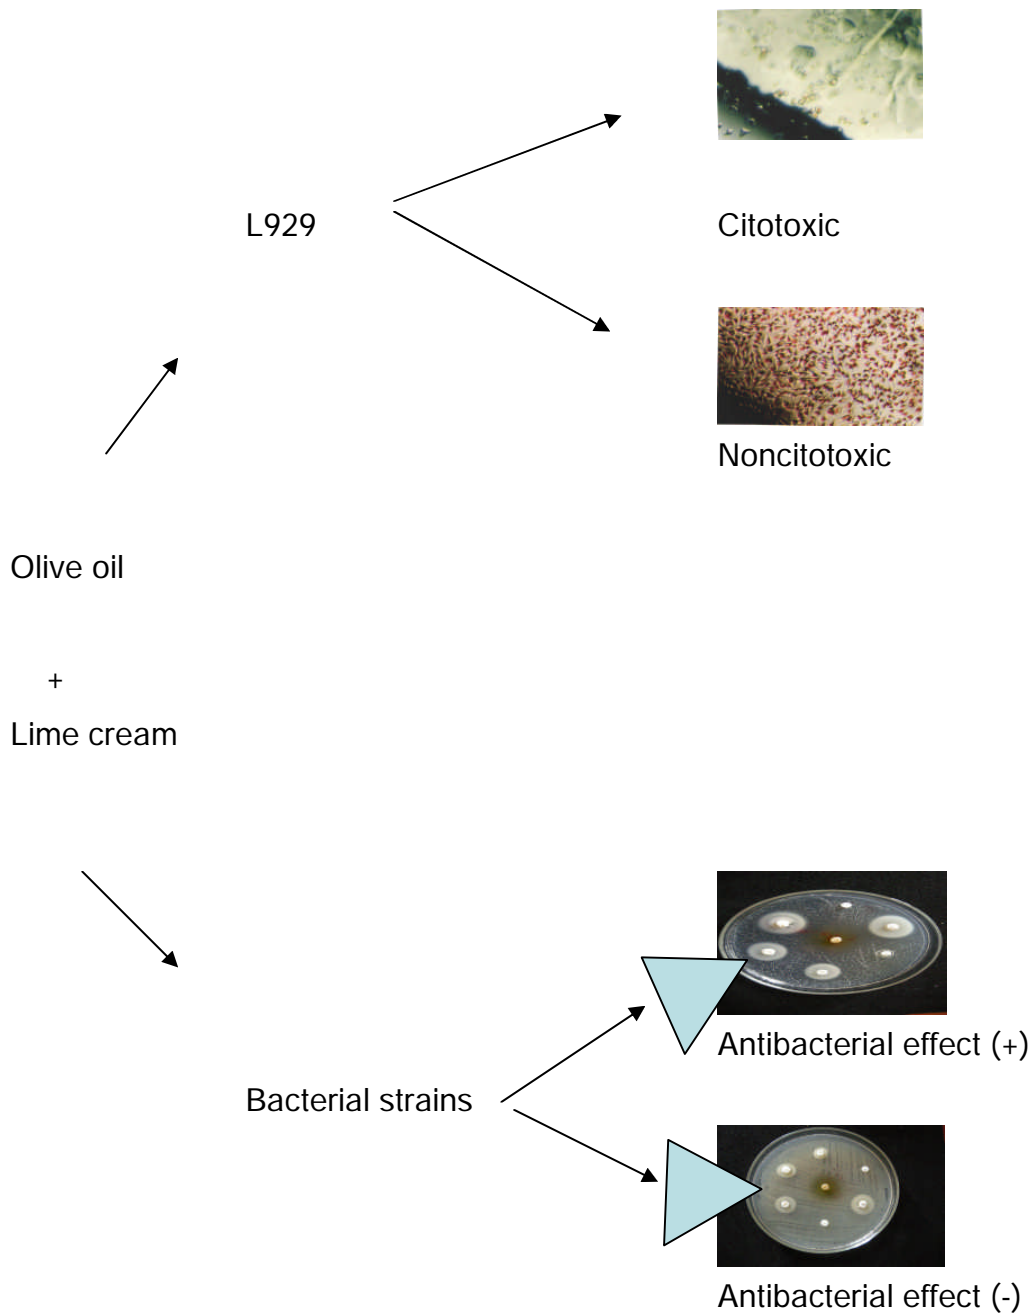 L929
Citotoxic
Noncitotoxic
Olive oil
+
Lime cream
Antibacterial effect (+)
Bacterial strains
Antibacterial effect (-)